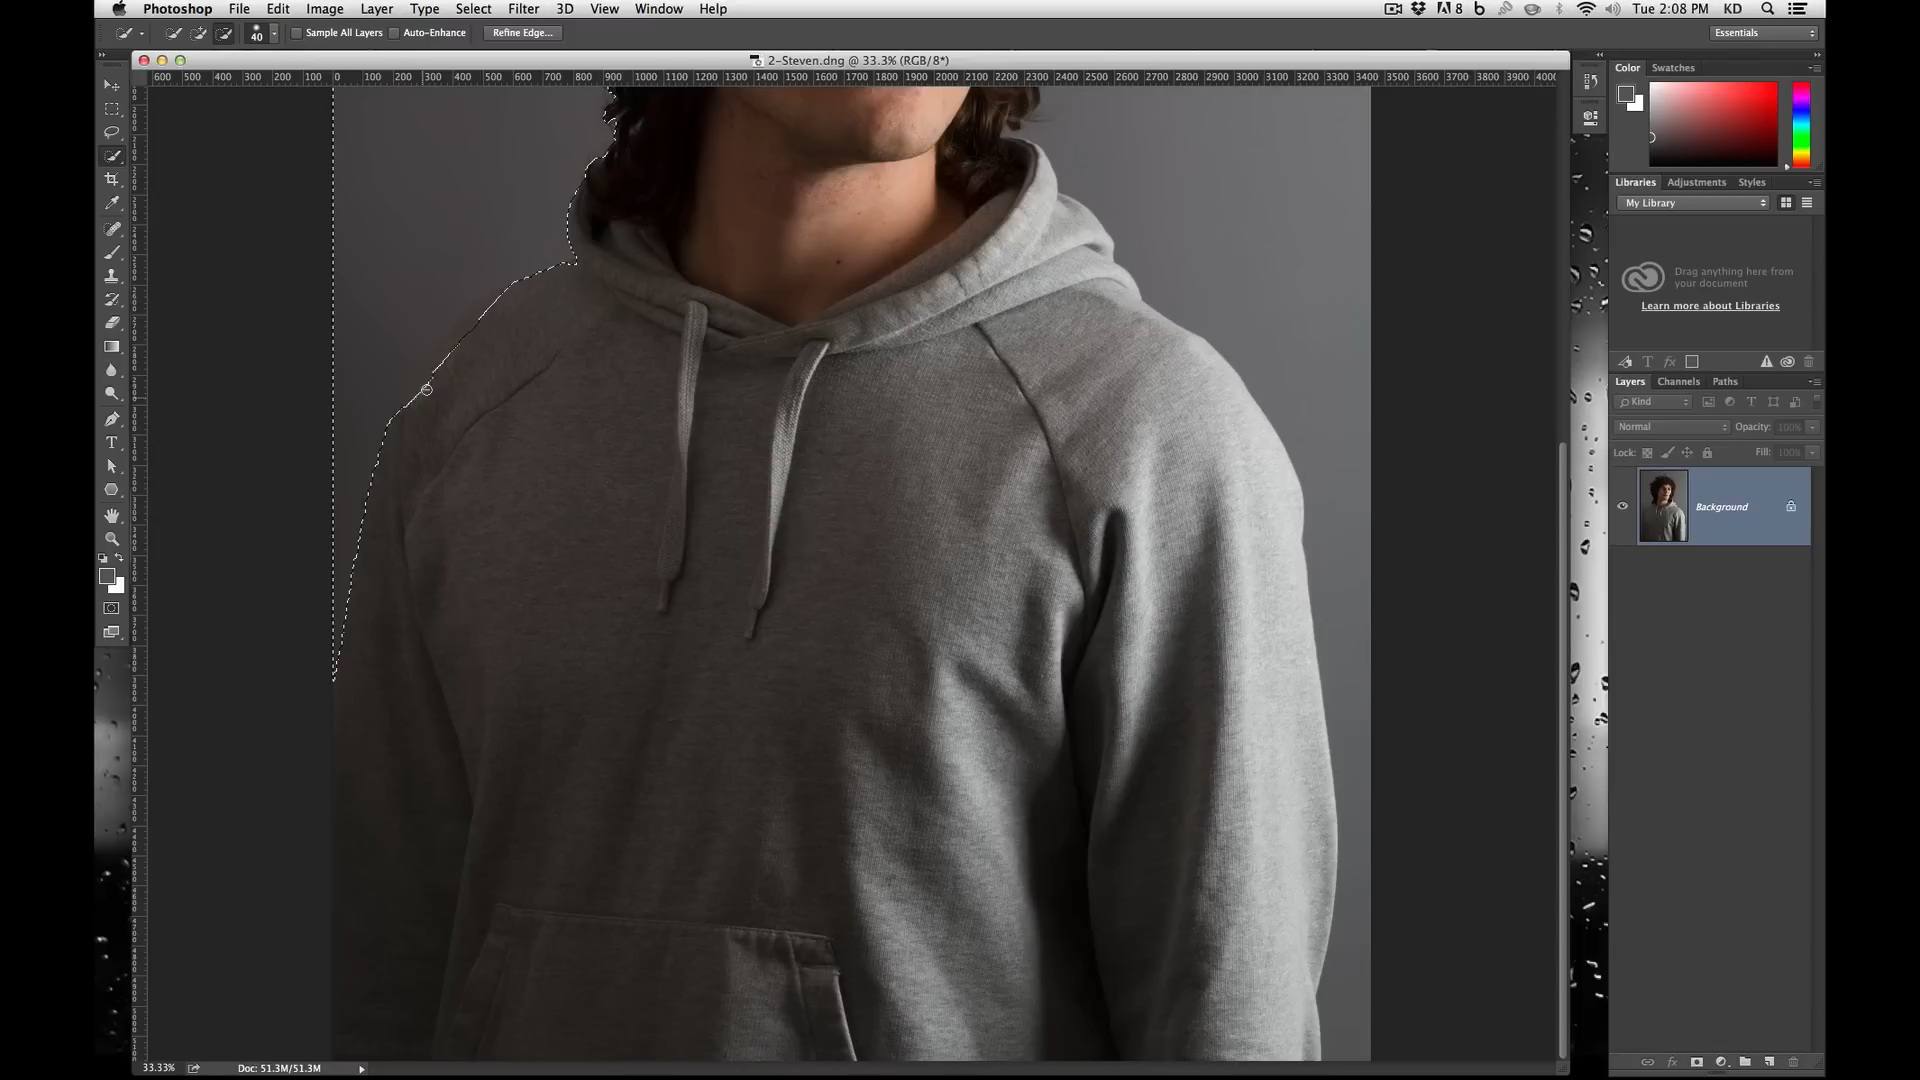 Photoshop File Edit Image Layer Type Select Filter 3D View Window Help 8 Tue 2:08 PM KD
40 Sample All Layers Auto-Enhance Refine Edge... Essentials
2-Steven.dng @ 33.3% (RGB/8*)
600 500 400 300 200 100 0 100 200 300 400 500 600 700 800 900 1000 1100 1200 1300 1400 1500 1600 1700 1800 1900 2000 2100 2200 2300 2400 2500 2600 2700 2800 2900 3000 3100 3200 3300 3400 3500 3600 3700 3800 3900 4000
Color Swatches
Libraries Adjustments Styles
My Library
Drag anything here from
your document
Learn more about Libraries
Layers Channels Paths
Kind
Normal Opacity: 100%
Lock: Fill: 100%
Background
33.33% Doc: 51.3M/51.3M